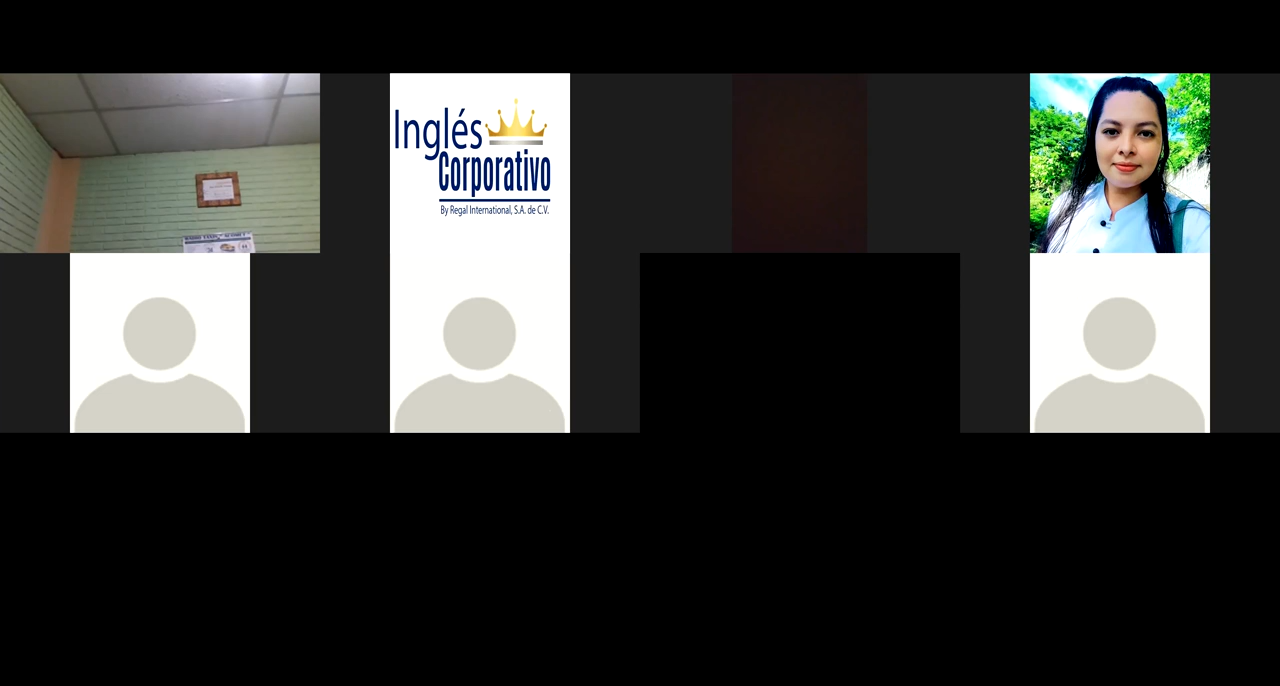 Inglés
Corporativo
By Regal International, S.A. de C.V.